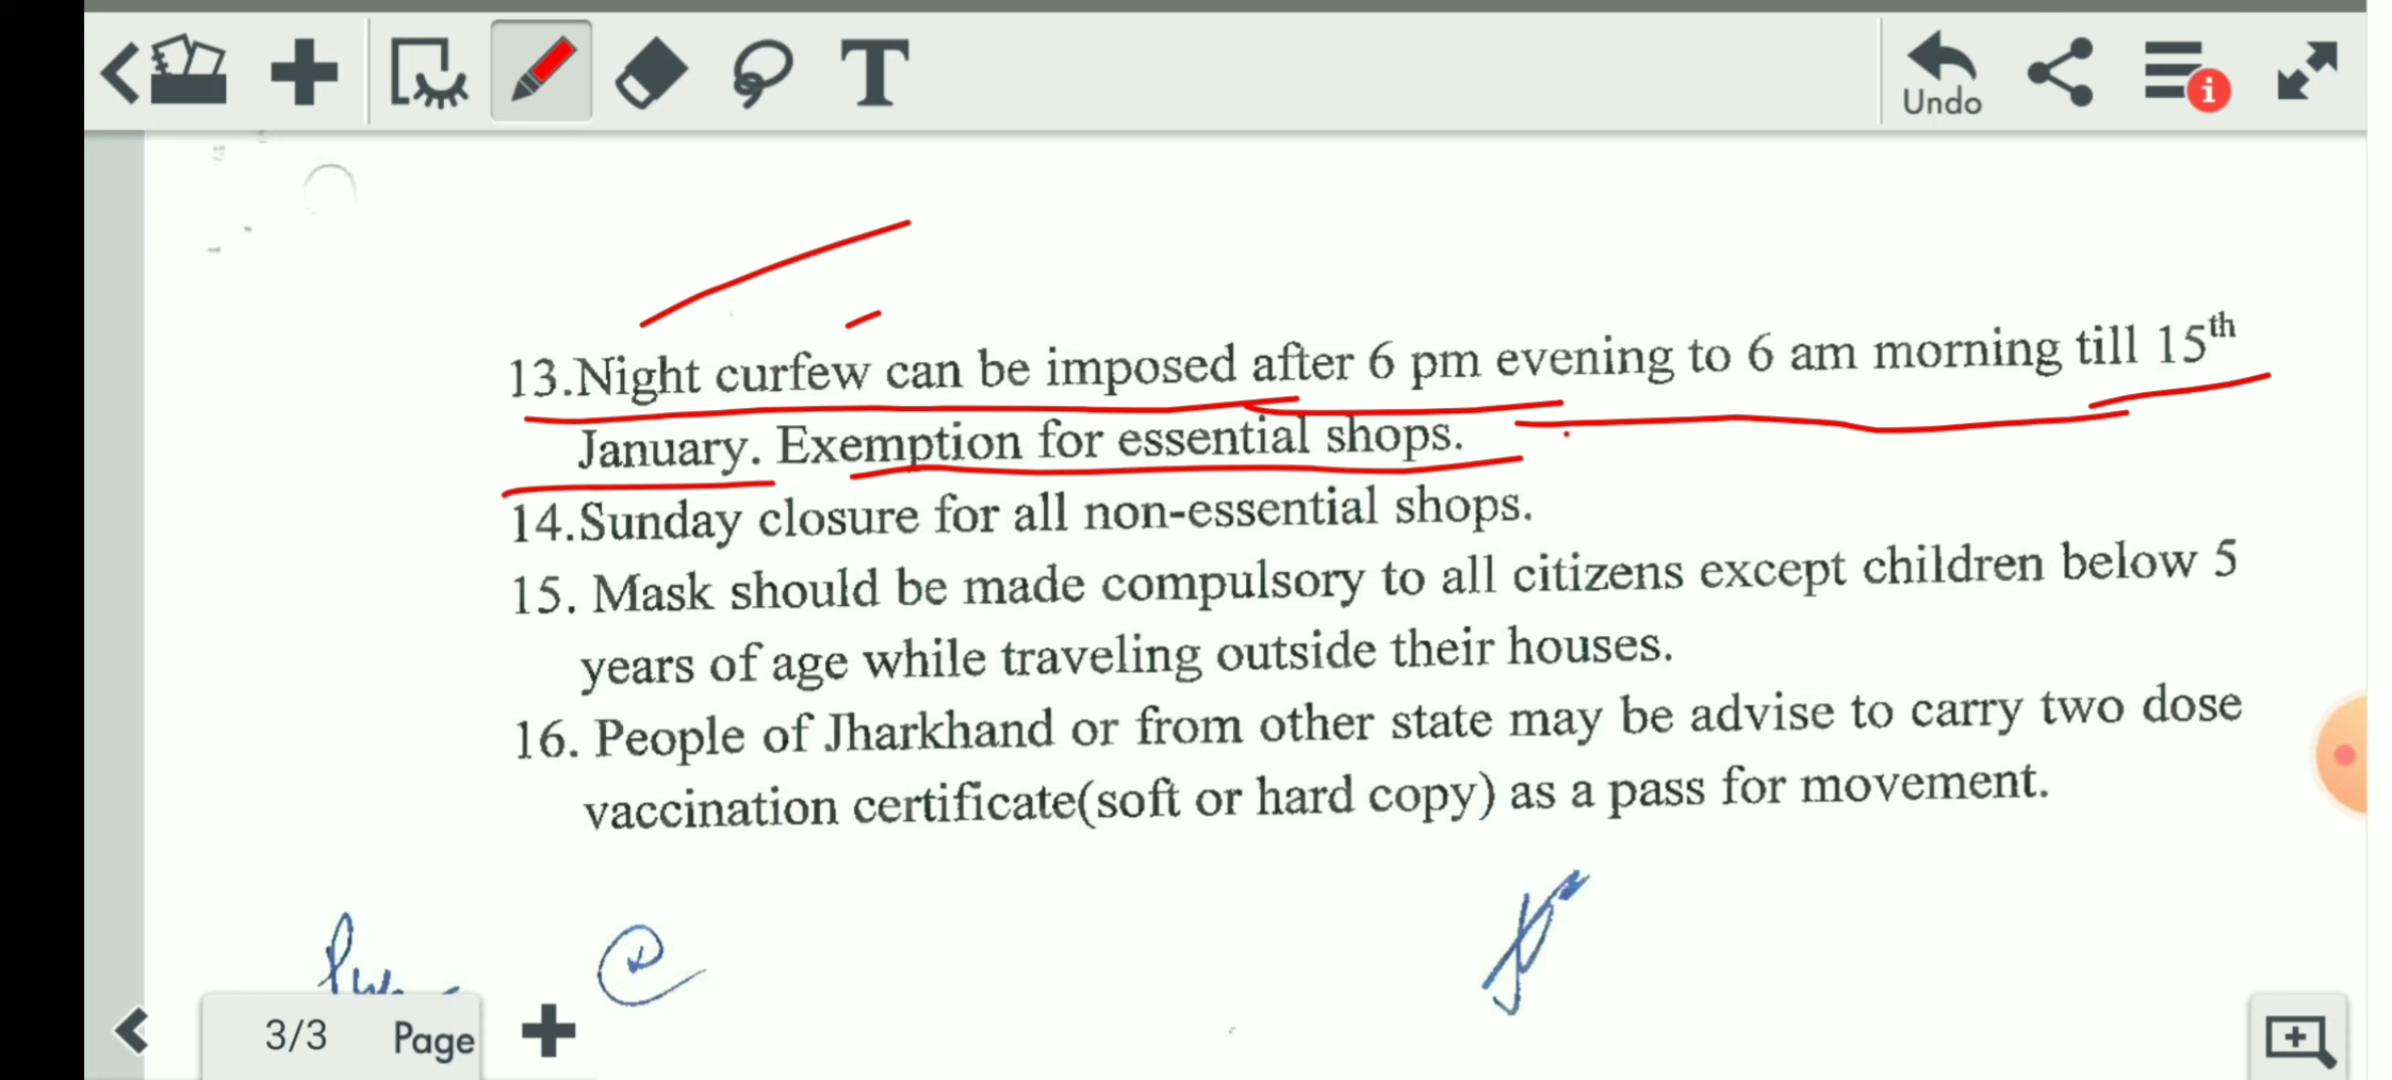 Undo
13.Night curfew can be imposed after 6 pm evening to 6 am morning till 15th
January. Exemption for essential shops.
14.Sunday closure for all non-essential shops.
15. Mask should be made compulsory to all citizens except children below 5
years of age while traveling outside their houses.
16. People of Jharkhand or from other state may be advise to carry two dose
vaccination certificate(soft or hard copy) as a pass for movement.
3/3 Page